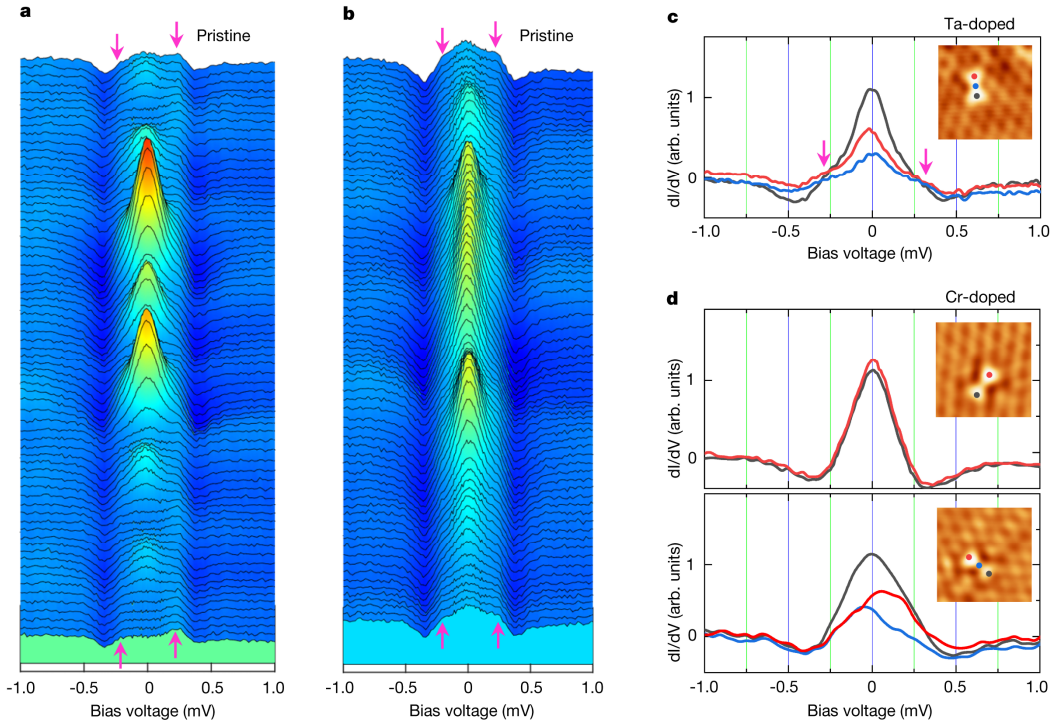 a
Pristine
-1.0
0
0.5
1.0
Bias voltage (mV)
b
Pristine
-1.0
-0.5
0
0.5
1.0
Bias voltage (mV)
c
Ta-doped
dI/dV (arb. units)
1
0
-1.0
-0.5
0
0.5
1.0
Bias voltage (mV)
d
Cr-doped
dI/dV (arb. units)
1
0
dI/dV (arb. units)
1
0
-1.0
-0.5
0
0.5
1.0
Bias voltage (mV)